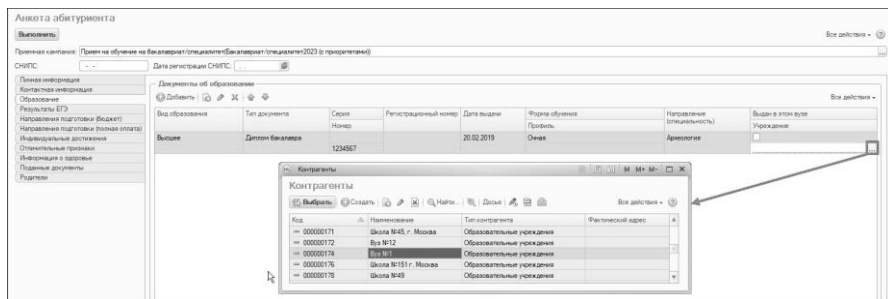 Анкета абитуриента
Выполнить
Все действия
Приемная кампания: Прием на обучение на бакалавриат/специалитет(Бакалавриат/специалитет2023 (с приоритетами))
СНИЛС: - - Дата регистрации СНИЛС: . .
Личная информация
Контактная информация
Образование
Результаты ЕГЭ
Направления подготовки (бюджет)
Направления подготовки (полная оплата)
Индивидуальные достижения
Отличительные признаки
Информация о здоровье
Поданные документы
Родители
Документы об образовании
Добавить
Все действия
Вид образования Тип документа Серия Регистрационный номер Дата выдачи Форма обучения Направление (специальность) Выдан в этом вузе
Номер Профиль Учреждение
Высшее Диплом бакалавра 20.02.2019 Очная Археология
1234567
...
Контрагенты
M M+ M-
Контрагенты
Выбрать Создать Найти... Досье Все действия
Код Наименование Тип контрагента Фактический адрес
000000171 Школа №45, г. Москва Образовательные учреждения
000000172 Вуз №12 Образовательные учреждения
000000174 Вуз №1 Образовательные учреждения
000000176 Школа №151 г. Москва Образовательные учреждения
000000178 Школа №49 Образовательные учреждения